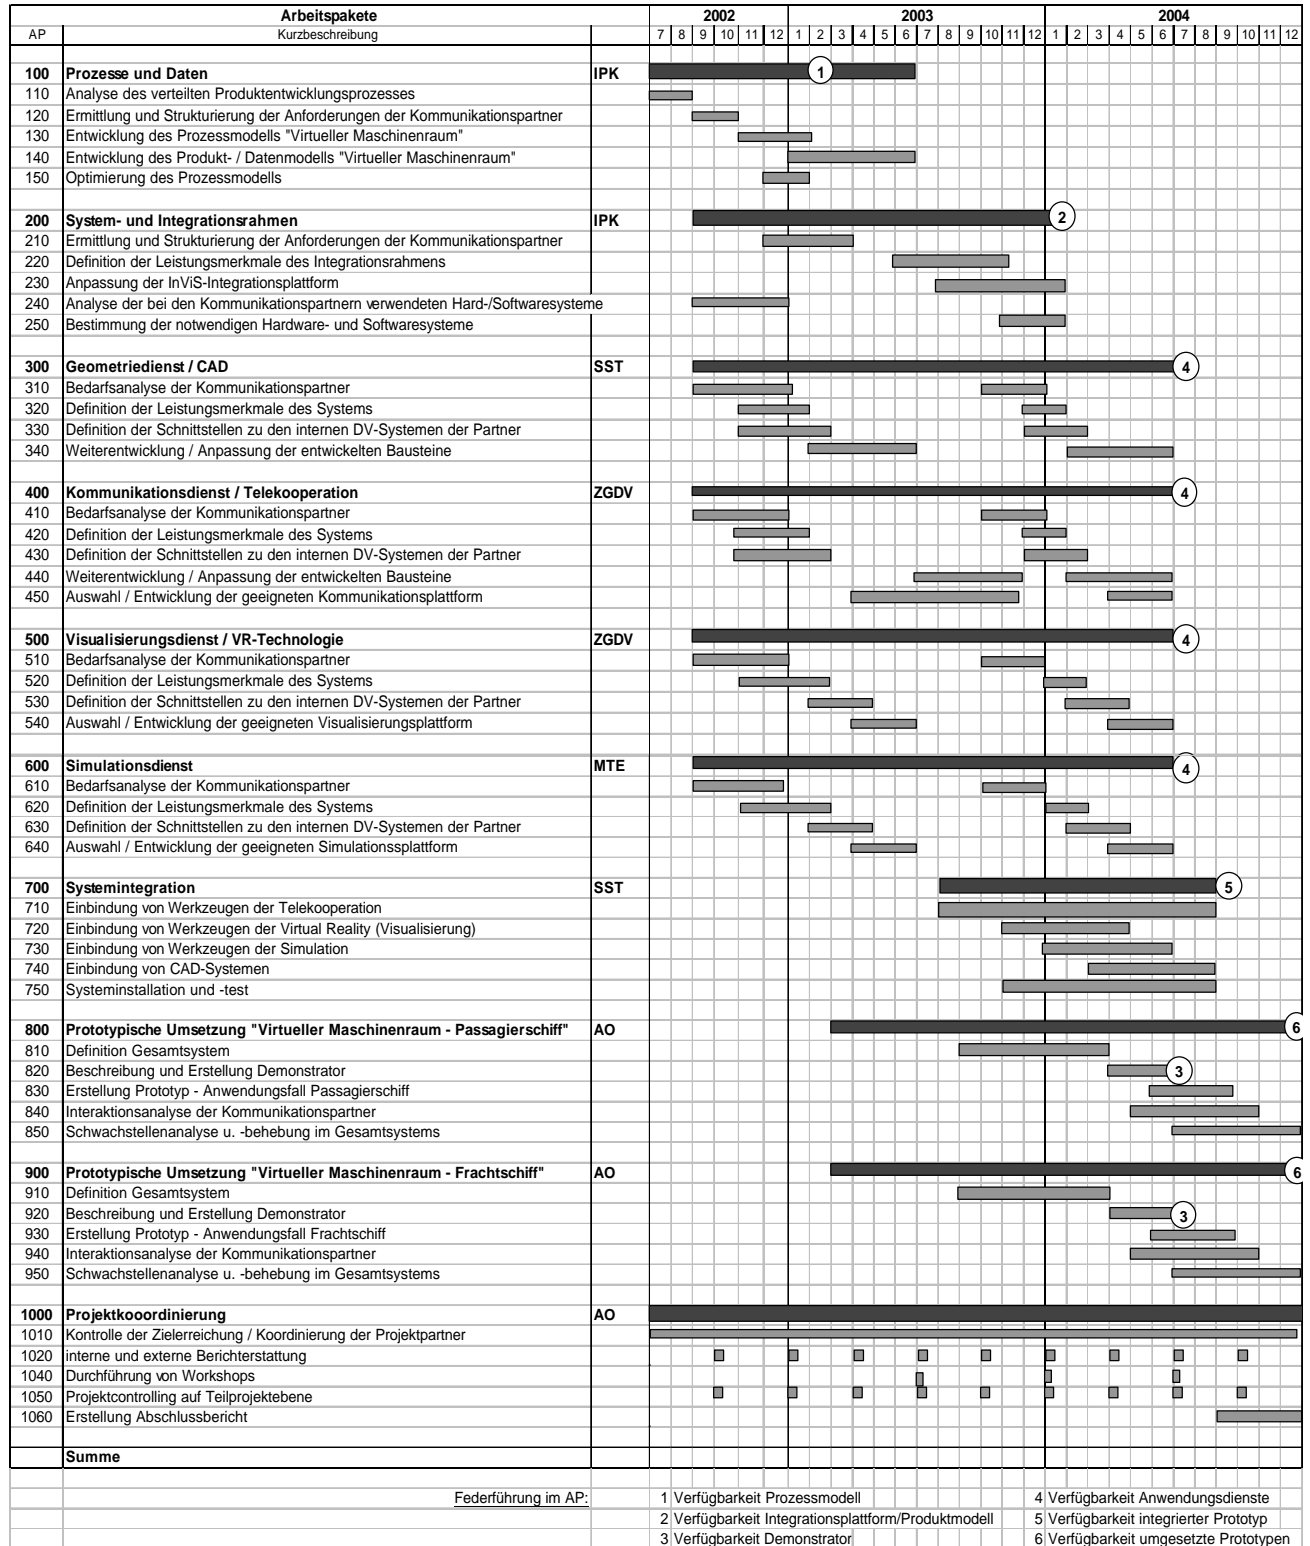 Arbeitspakete 2002 2003 2004
AP Kurzbeschreibung 7 8 9 10 11 12 1 2 3 4 5 6 7 8 9 10 11 12 1 2 3 4 5 6 7 8 9 10 11 12
100 Prozesse und Daten IPK 1
110 Analyse des verteilten Produktentwicklungsprozesses
120 Ermittlung und Strukturierung der Anforderungen der Kommunikationspartner
130 Entwicklung des Prozessmodells "Virtueller Maschinenraum"
140 Entwicklung des Produkt- / Datenmodells "Virtueller Maschinenraum"
150 Optimierung des Prozessmodells
200 System- und Integrationsrahmen IPK 2
210 Ermittlung und Strukturierung der Anforderungen der Kommunikationspartner
220 Definition der Leistungsmerkmale des Integrationsrahmens
230 Anpassung der InViS-Integrationsplattform
240 Analyse der bei den Kommunikationspartnern verwendeten Hard-/Softwaresysteme
250 Bestimmung der notwendigen Hardware- und Softwaresysteme
300 Geometriedienst / CAD SST 4
310 Bedarfsanalyse der Kommunikationspartner
320 Definition der Leistungsmerkmale des Systems
330 Definition der Schnittstellen zu den internen DV-Systemen der Partner
340 Weiterentwicklung / Anpassung der entwickelten Bausteine
400 Kommunikationsdienst / Telekooperation ZGDV 4
410 Bedarfsanalyse der Kommunikationspartner
420 Definition der Leistungsmerkmale des Systems
430 Definition der Schnittstellen zu den internen DV-Systemen der Partner
440 Weiterentwicklung / Anpassung der entwickelten Bausteine
450 Auswahl / Entwicklung der geeigneten Kommunikationsplattform
500 Visualisierungsdienst / VR-Technologie ZGDV 4
510 Bedarfsanalyse der Kommunikationspartner
520 Definition der Leistungsmerkmale des Systems
530 Definition der Schnittstellen zu den internen DV-Systemen der Partner
540 Auswahl / Entwicklung der geeigneten Visualisierungsplattform
600 Simulationsdienst MTE 4
610 Bedarfsanalyse der Kommunikationspartner
620 Definition der Leistungsmerkmale des Systems
630 Definition der Schnittstellen zu den internen DV-Systemen der Partner
640 Auswahl / Entwicklung der geeigneten Simulationssplattform
700 Systemintegration SST 5
710 Einbindung von Werkzeugen der Telekooperation
720 Einbindung von Werkzeugen der Virtual Reality (Visualisierung)
730 Einbindung von Werkzeugen der Simulation
740 Einbindung von CAD-Systemen
750 Systeminstallation und -test
800 Prototypische Umsetzung "Virtueller Maschinenraum - Passagierschiff" AO 6
810 Definition Gesamtsystem
820 Beschreibung und Erstellung Demonstrator 3
830 Erstellung Prototyp - Anwendungsfall Passagierschiff
840 Interaktionsanalyse der Kommunikationspartner
850 Schwachstellenanalyse u. -behebung im Gesamtsystems
900 Prototypische Umsetzung "Virtueller Maschinenraum - Frachtschiff" AO 6
910 Definition Gesamtsystem
920 Beschreibung und Erstellung Demonstrator 3
930 Erstellung Prototyp - Anwendungsfall Frachtschiff
940 Interaktionsanalyse der Kommunikationspartner
950 Schwachstellenanalyse u. -behebung im Gesamtsystems
1000 Projektkooordinierung AO
1010 Kontrolle der Zielerreichung / Koordinierung der Projektpartner
1020 interne und externe Berichterstattung
1040 Durchführung von Workshops
1050 Projektcontrolling auf Teilprojektebene
1060 Erstellung Abschlussbericht
Summe
Federführung im AP: 1 Verfügbarkeit Prozessmodell 4 Verfügbarkeit Anwendungsdienste
2 Verfügbarkeit Integrationsplattform/Produktmodell 5 Verfügbarkeit integrierter Prototyp
3 Verfügbarkeit Demonstrator 6 Verfügbarkeit umgesetzte Prototypen